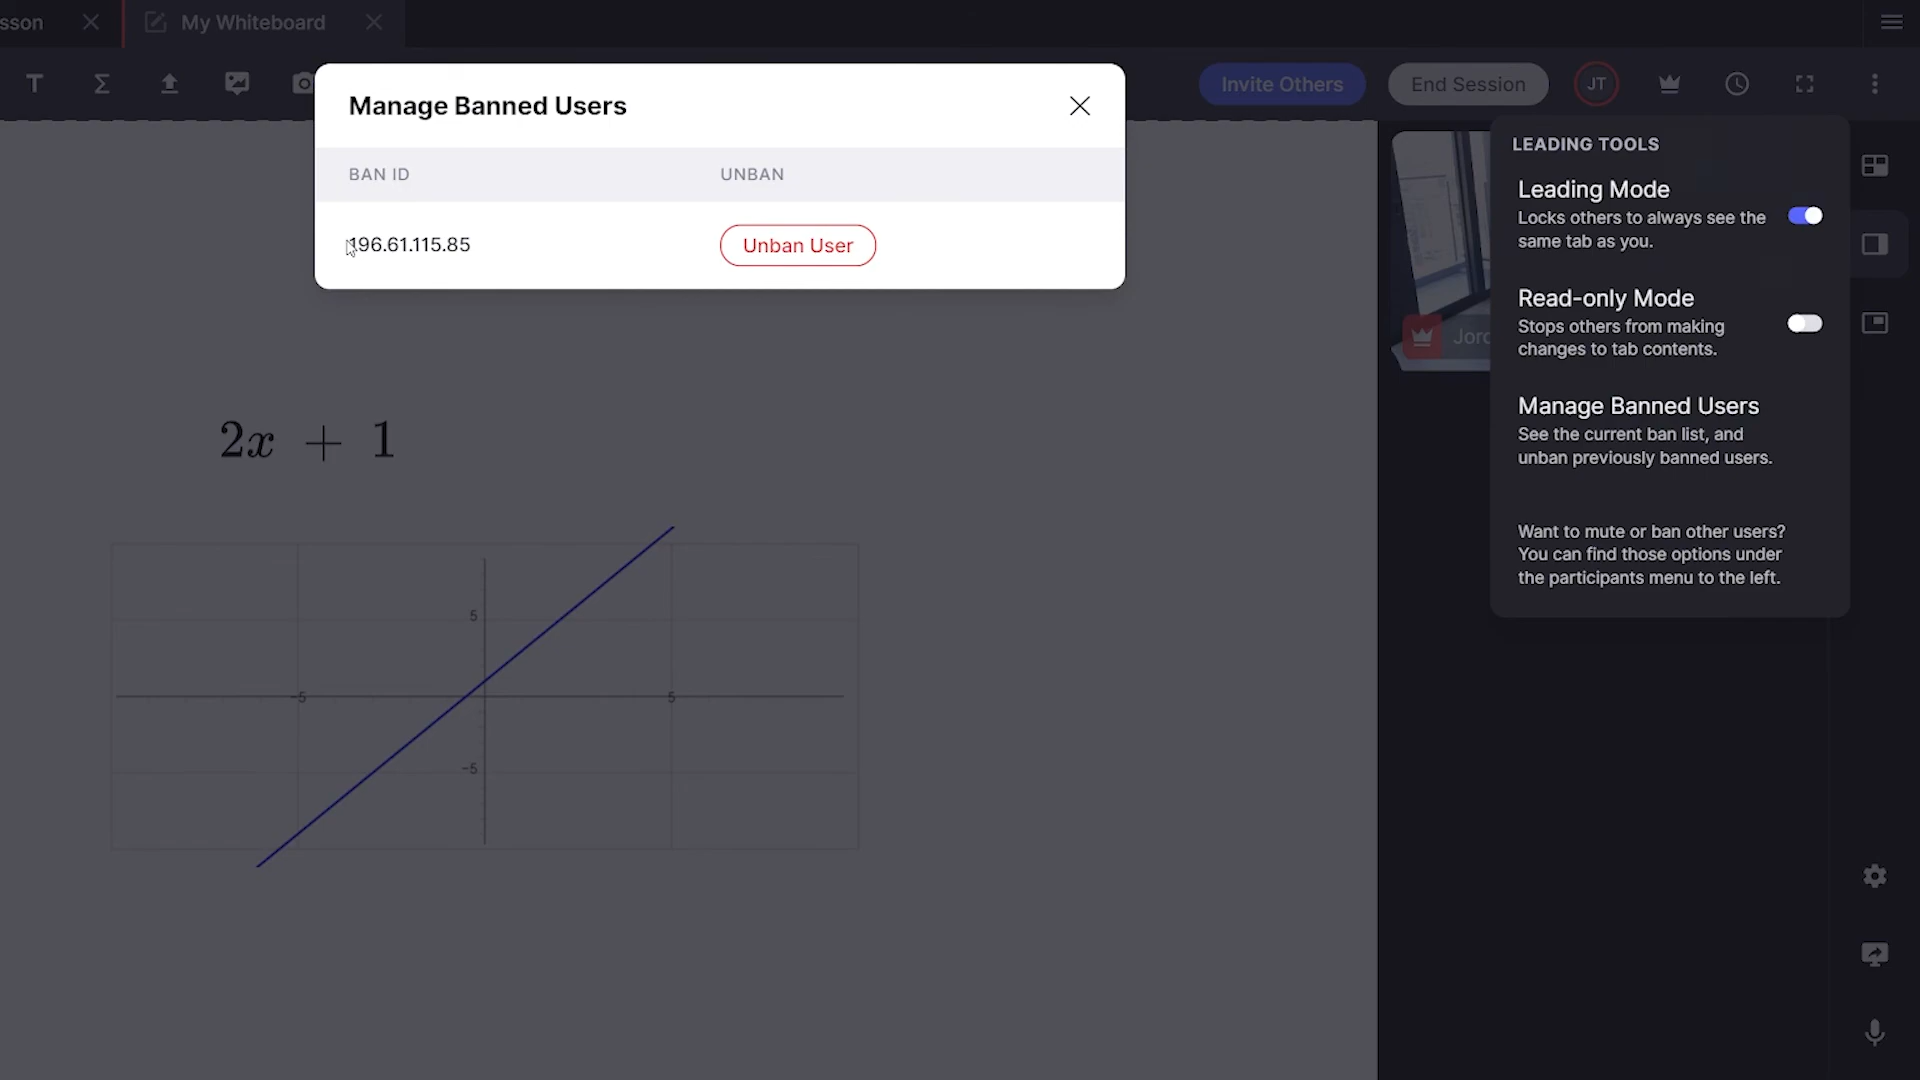 sson
My Whiteboard
T
Σ
Invite Others
End Session
JT
Manage Banned Users
BAN ID
UNBAN
196.61.115.85
Unban User
LEADING TOOLS
Leading Mode
Locks others to always see the
same tab as you.
Read-only Mode
Stops others from making
changes to tab contents.
Manage Banned Users
See the current ban list, and
unban previously banned users.
Want to mute or ban other users?
You can find those options under
the participants menu to the left.
Jord
2x + 1
5
-5
5
-5